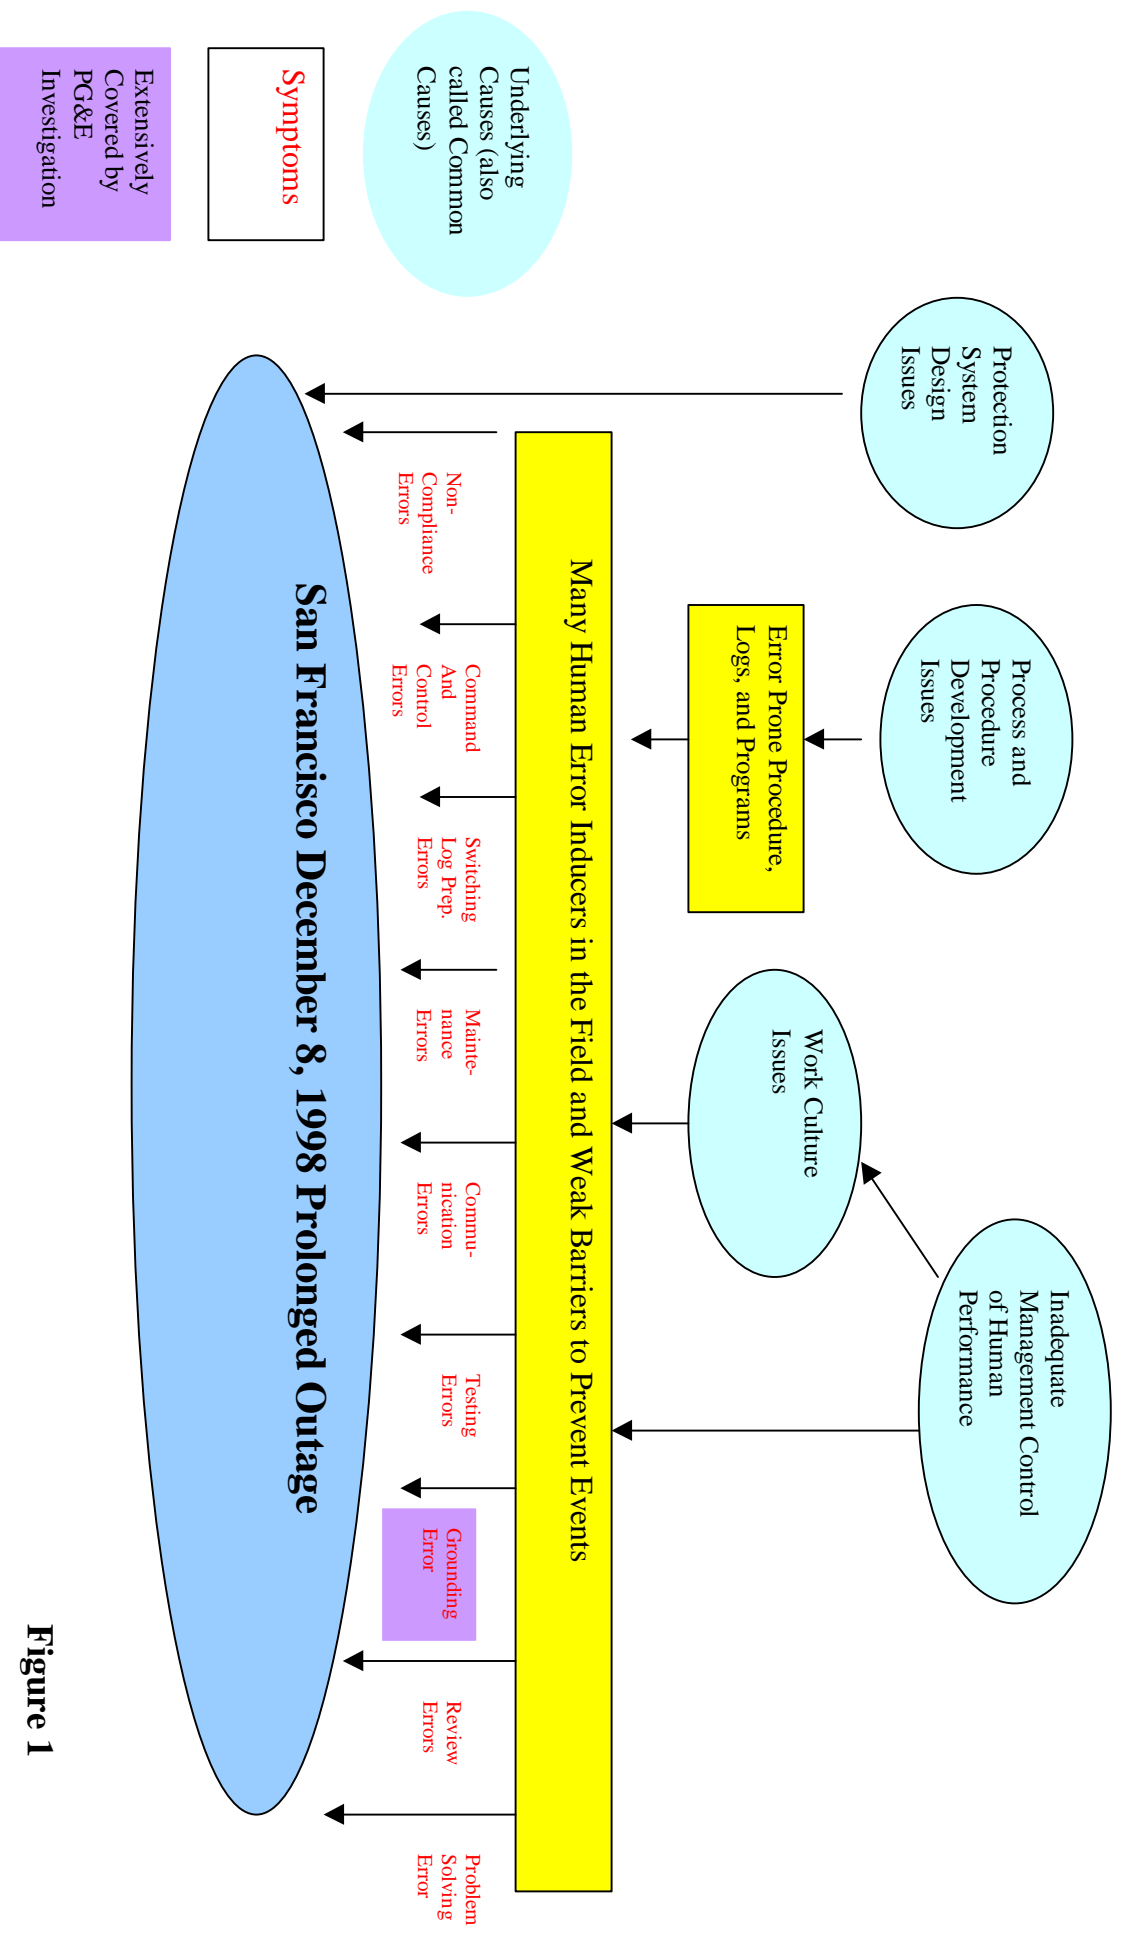 Inadequate
Management Control
of Human
Performance
Process and
Procedure
Development
Issues
Protection
System
Design
Issues
Work Culture
Issues
Error Prone Procedure,
Logs, and Programs
Many Human Error Inducers in the Field and Weak Barriers to Prevent Events
Underlying
Causes (also
called Common
Causes)
Non-
Compliance
Errors
Command
And
Control
Errors
Switching
Log Prep.
Errors
Mainte-
nance
Errors
Commu-
nication
Errors
Testing
Errors
Grounding
Error
Review
Errors
Problem
Solving
Error
Symptoms
San Francisco December 8, 1998 Prolonged Outage
Extensively
Covered by
PG&E
Investigation
Figure 1